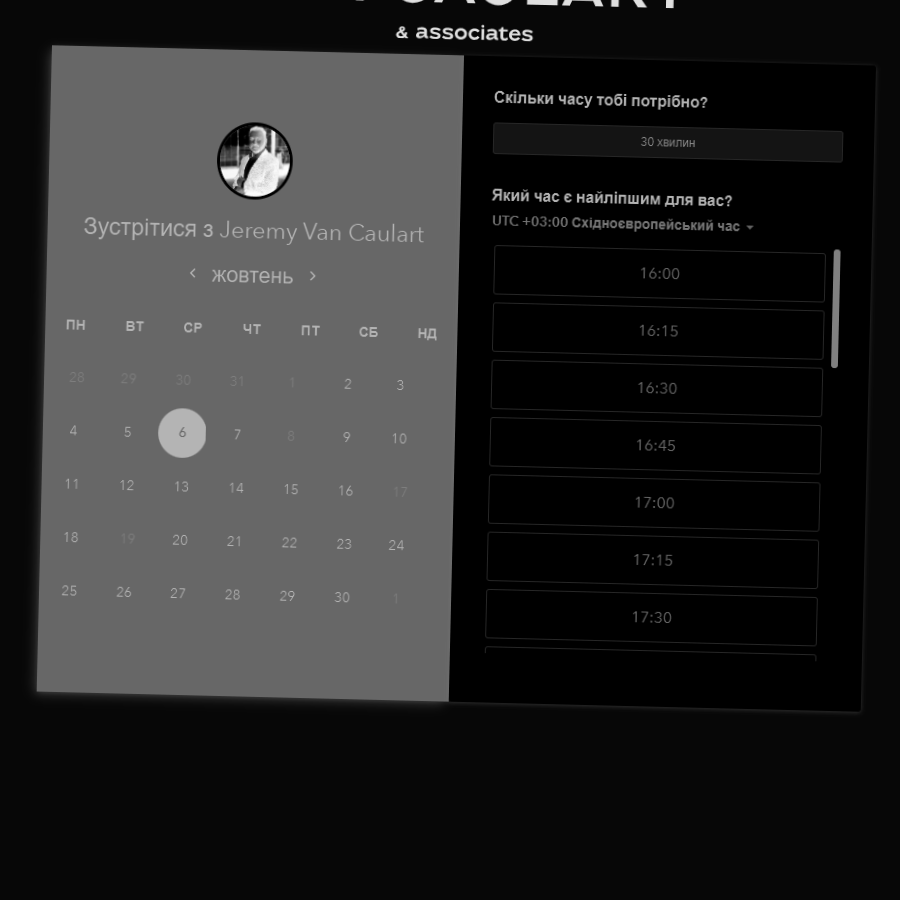 & associates
Зустрітися з Jeremy Van Caulart
‹ жовтень ›
ПН ВТ СР ЧТ ПТ СБ НД
28 29 30 31 1 2 3
4 5 6 7 8 9 10
11 12 13 14 15 16 17
18 19 20 21 22 23 24
25 26 27 28 29 30 1
Скільки часу тобі потрібно?
30 хвилин
Який час є найліпшим для вас?
UTC +03:00 Східноєвропейський час
16:00
16:15
16:30
16:45
17:00
17:15
17:30